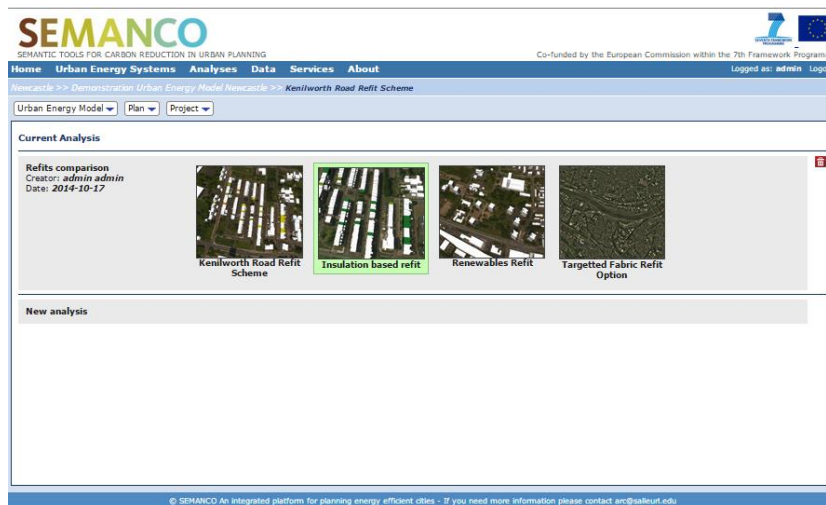 SEMANCO
SEMANTIC TOOLS FOR CARBON REDUCTION IN URBAN PLANNING
Co-funded by the European Commission within the 7th Framework Program
Home Urban Energy Systems Analyses Data Services About Logged as: admin Logo
Newcastle >> Demonstration Urban Energy Model Newcastle >> Kenilworth Road Refit Scheme
Urban Energy Model Plan Project
Current Analysis
Refits comparison
Creator: admin admin
Date: 2014-10-17
Kenilworth Road Refit
Scheme
Insulation based refit
Renewables Refit
Targetted Fabric Refit
Option
New analysis
© SEMANCO An integrated platform for planning energy efficient cities - If you need more information please contact arc@salleurl.edu